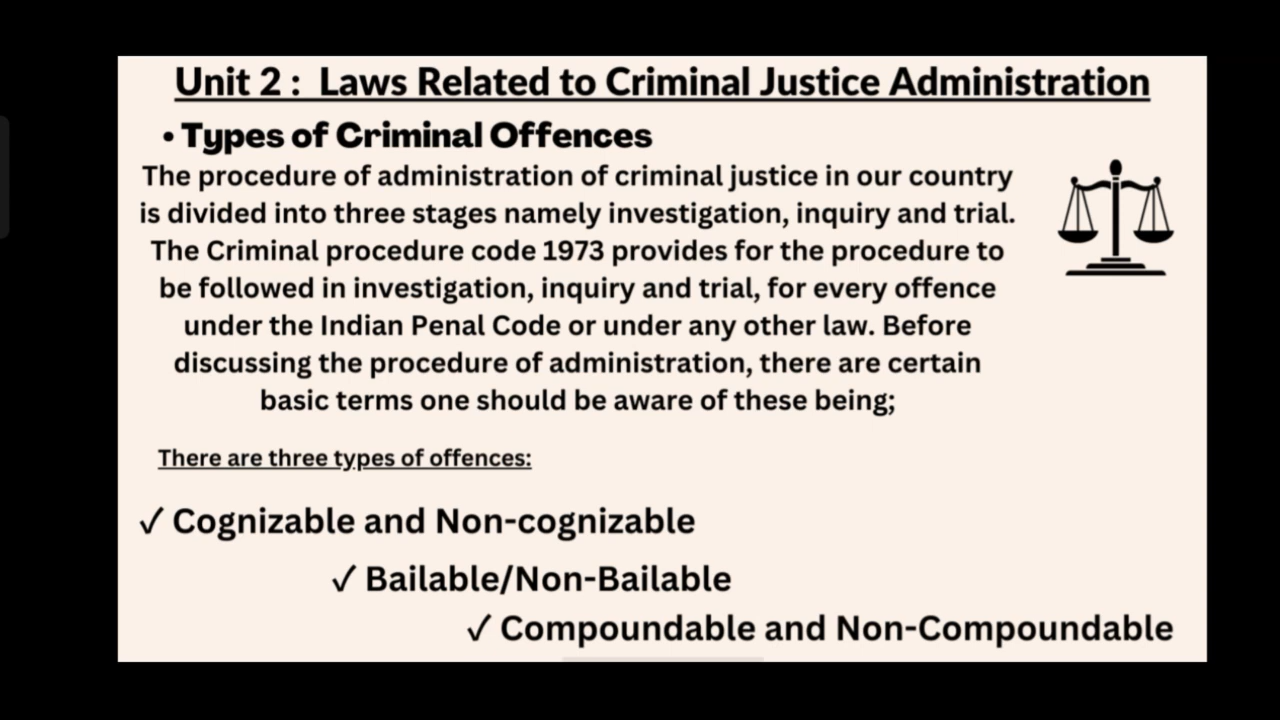 Unit 2 : Laws Related to Criminal Justice Administration
• Types of Criminal Offences
The procedure of administration of criminal justice in our country
is divided into three stages namely investigation, inquiry and trial.
The Criminal procedure code 1973 provides for the procedure to
be followed in investigation, inquiry and trial, for every offence
under the Indian Penal Code or under any other law. Before
discussing the procedure of administration, there are certain
basic terms one should be aware of these being;
There are three types of offences:
✓ Cognizable and Non-cognizable
✓ Bailable/Non-Bailable
✓ Compoundable and Non-Compoundable